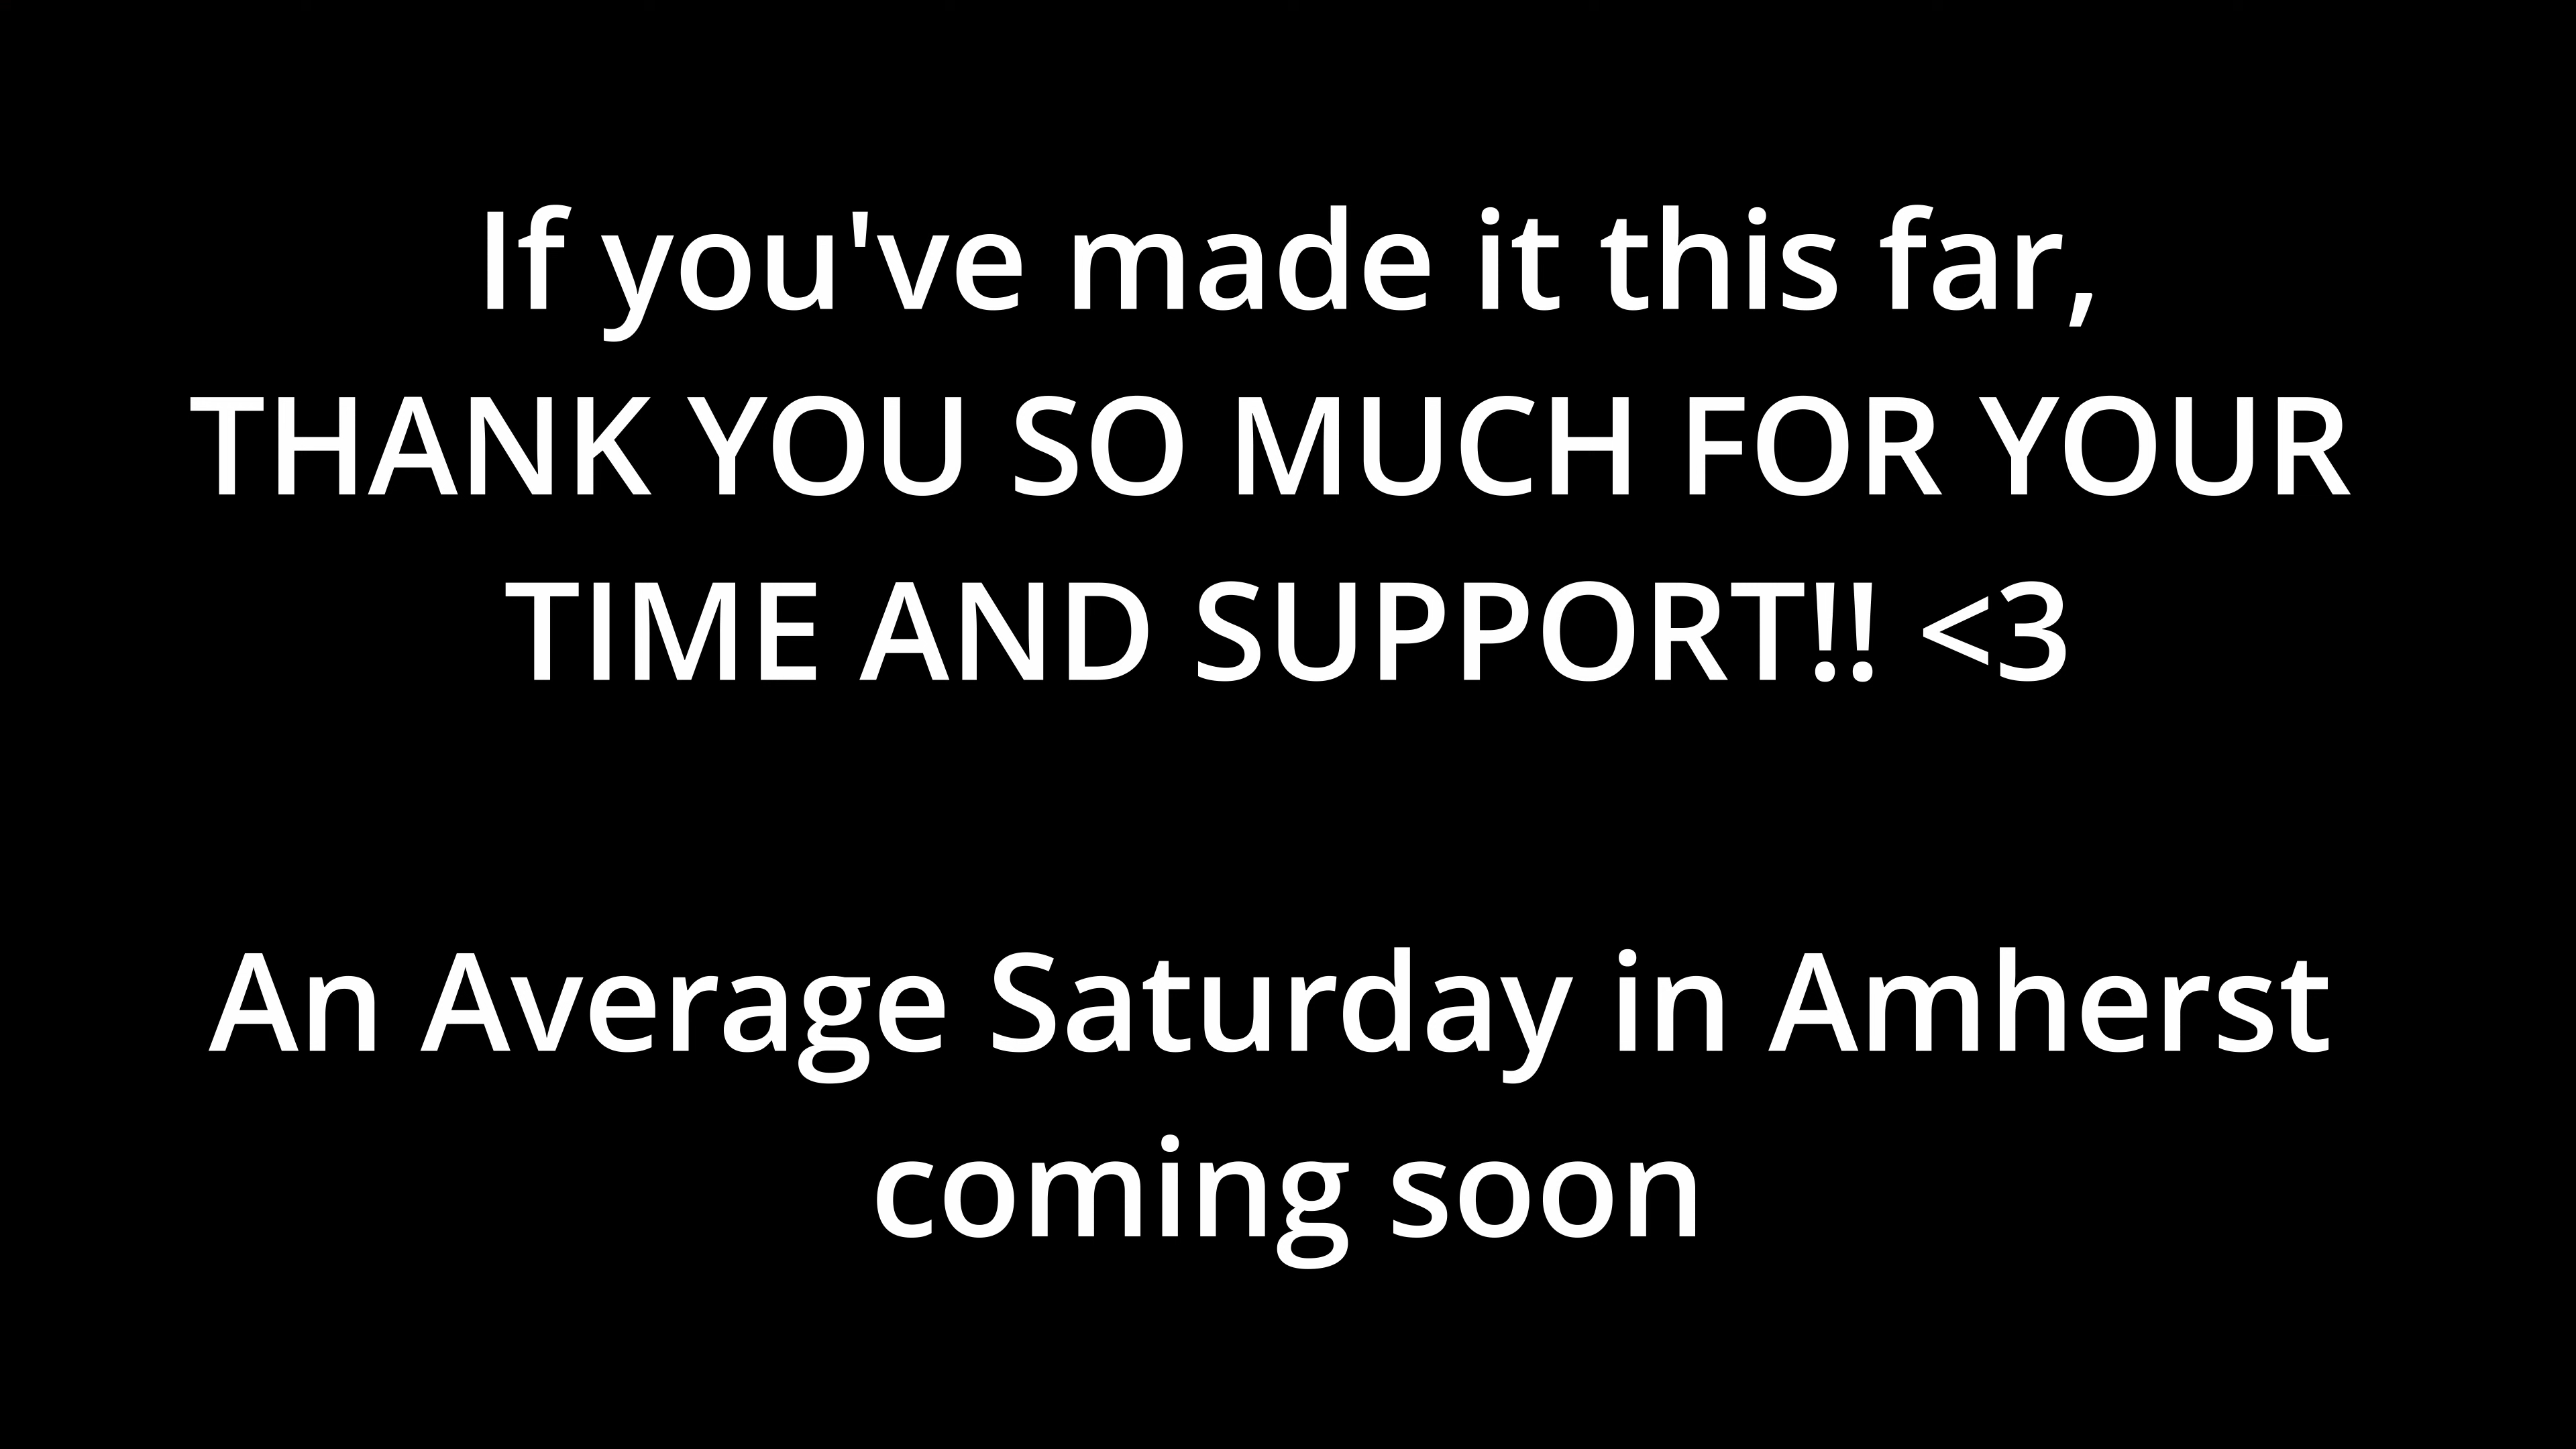 If you've made it this far,
THANK YOU SO MUCH FOR YOUR
TIME AND SUPPORT!! <3
An Average Saturday in Amherst
coming soon